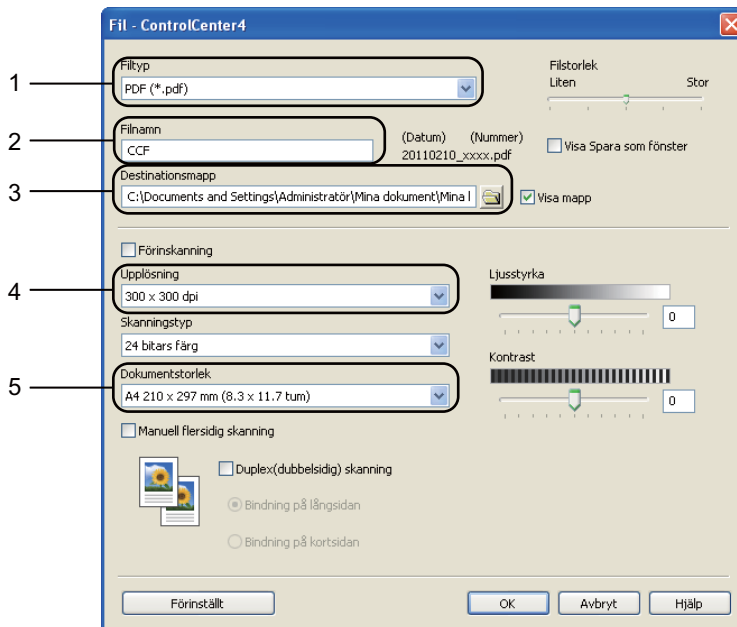 Fil - ControlCenter4
1
Filtyp
PDF (*.pdf)
Filstorlek
Liten Stor
2
Filnamn
CCF
(Datum) (Nummer)
20110210_xxxx.pdf
Visa Spara som fönster
3
Destinationsmapp
C:\Documents and Settings\Administratör\Mina dokument\Mina l
Visa mapp
Förinskanning
4
Upplösning
300 x 300 dpi
Ljusstyrka
0
Skanningstyp
24 bitars färg
Kontrast
0
5
Dokumentstorlek
A4 210 x 297 mm (8.3 x 11.7 tum)
Manuell flersidig skanning
Duplex(dubbelsidig) skanning
Bindning på långsidan
Bindning på kortsidan
Förinställt OK Avbryt Hjälp